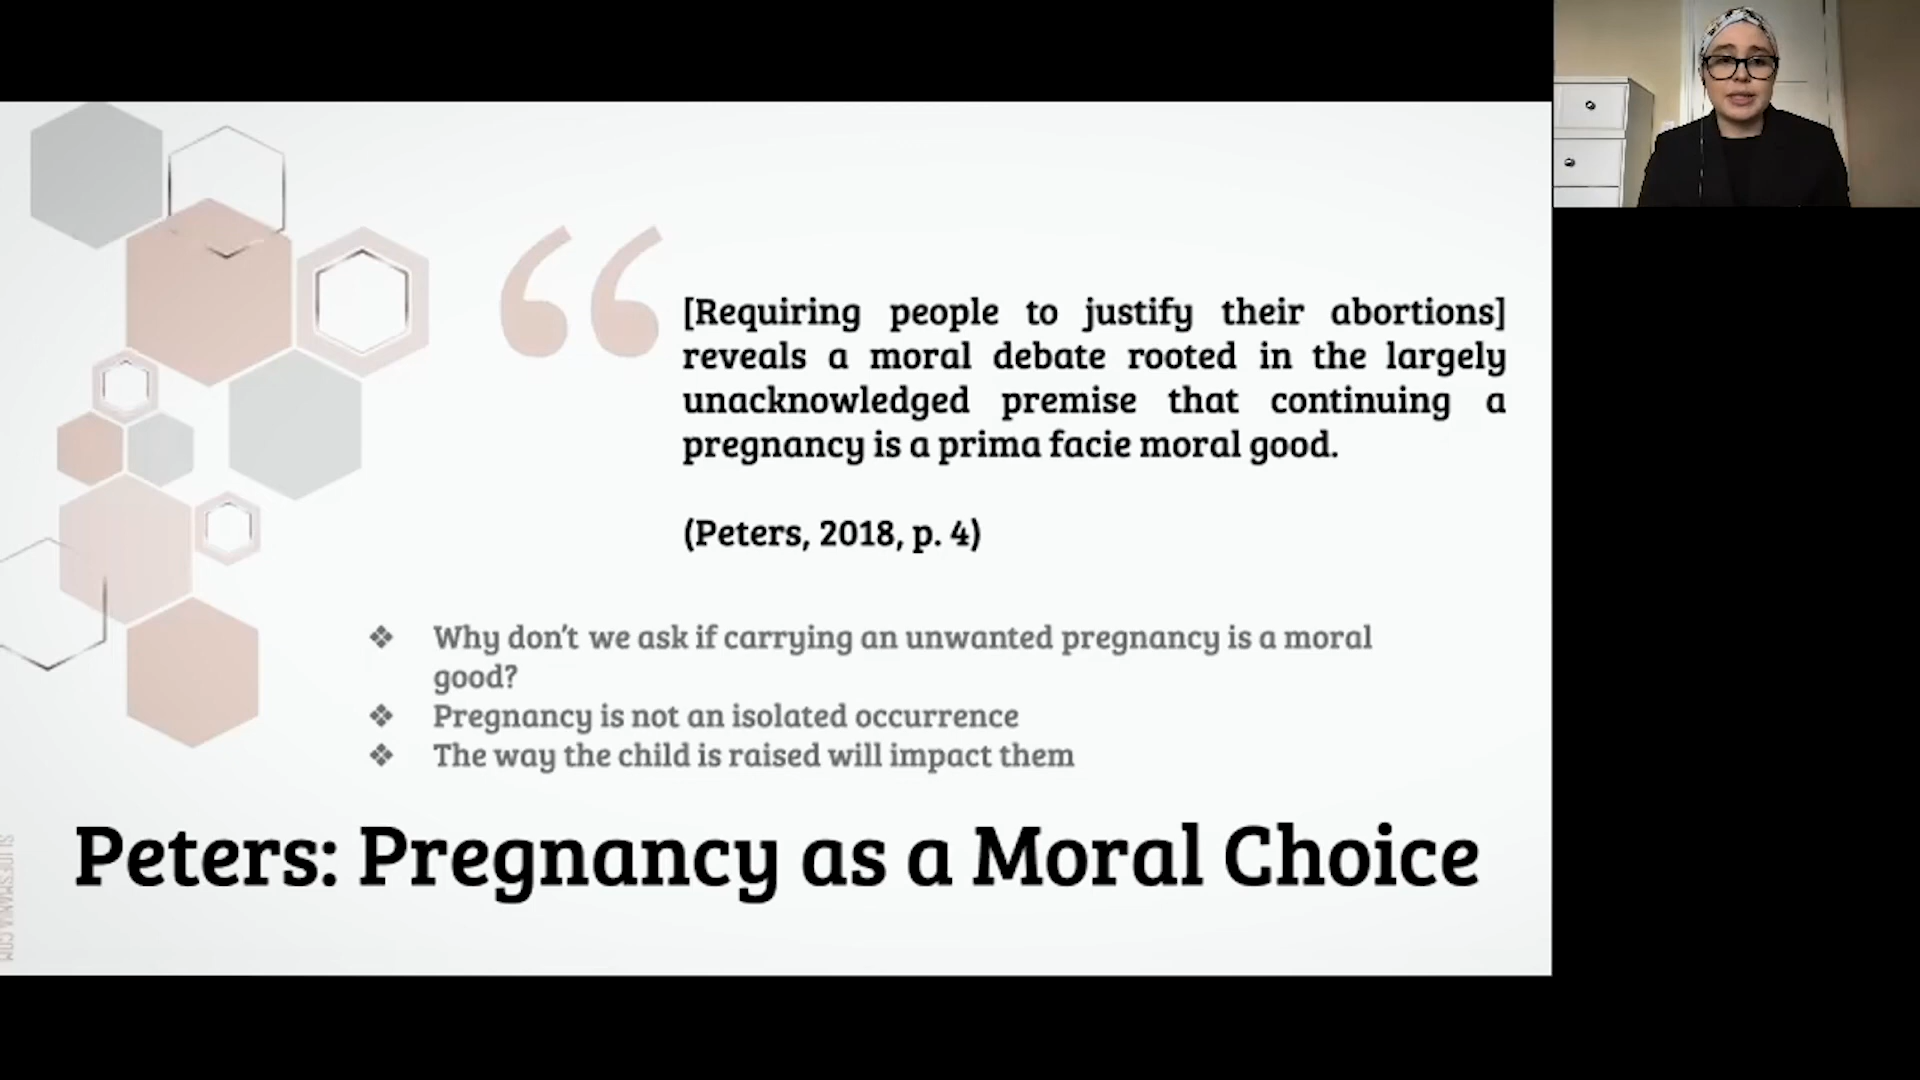 [Requiring people to justify their abortions]
reveals a moral debate rooted in the largely
unacknowledged premise that continuing a
pregnancy is a prima facie moral good.
(Peters, 2018, p. 4)
❖ Why don't we ask if carrying an unwanted pregnancy is a moral
good?
❖ Pregnancy is not an isolated occurrence
❖ The way the child is raised will impact them
Peters: Pregnancy as a Moral Choice
SLIDESMANIA.COM